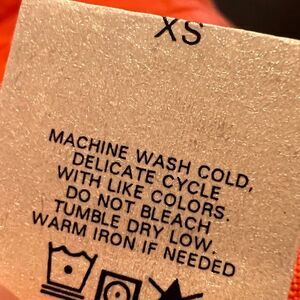 XS
MACHINE WASH COLD,
DELICATE CYCLE
WITH LIKE COLORS.
DO NOT BLEACH
TUMBLE DRY LOW.
WARM IRON IF NEEDED